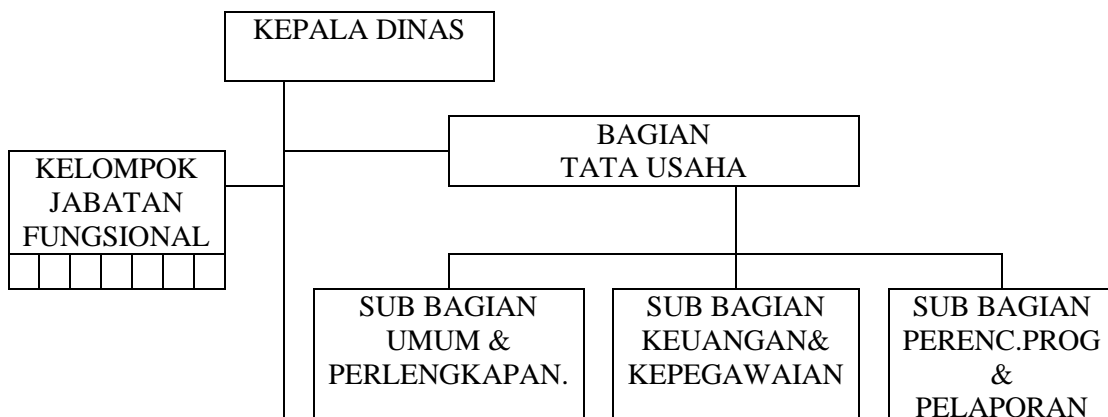 KEPALA DINAS
BAGIAN
TATA USAHA
KELOMPOK
JABATAN
FUNGSIONAL
SUB BAGIAN
UMUM &
PERLENGKAPAN.
SUB BAGIAN
KEUANGAN&
KEPEGAWAIAN
SUB BAGIAN
PERENC.PROG
&
PELAPORAN